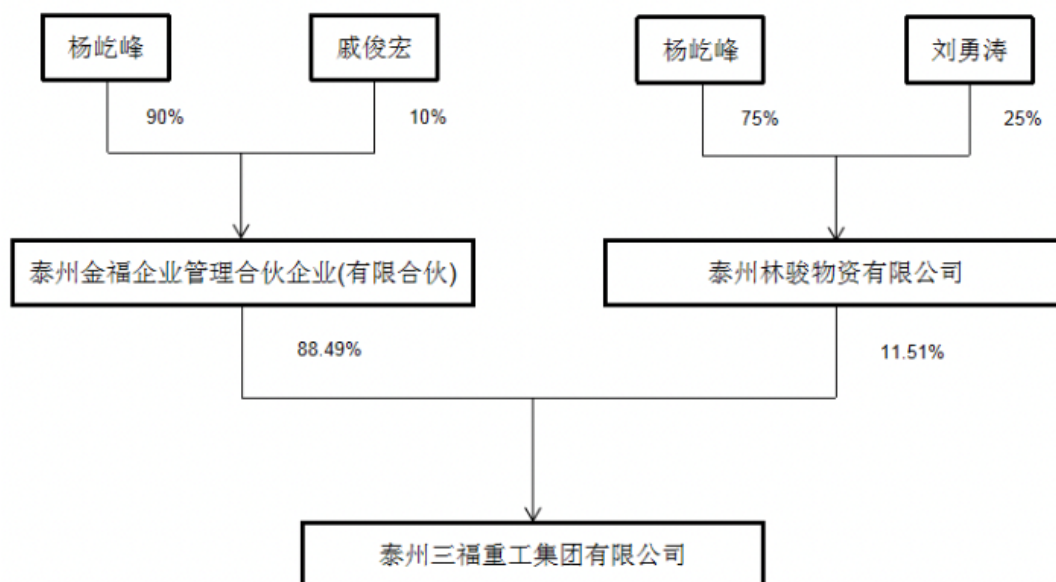 杨屹峰
戚俊宏
杨屹峰
刘勇涛
90%
10%
75%
25%
泰州金福企业管理合伙企业(有限合伙)
泰州林骏物资有限公司
88.49%
11.51%
泰州三福重工集团有限公司